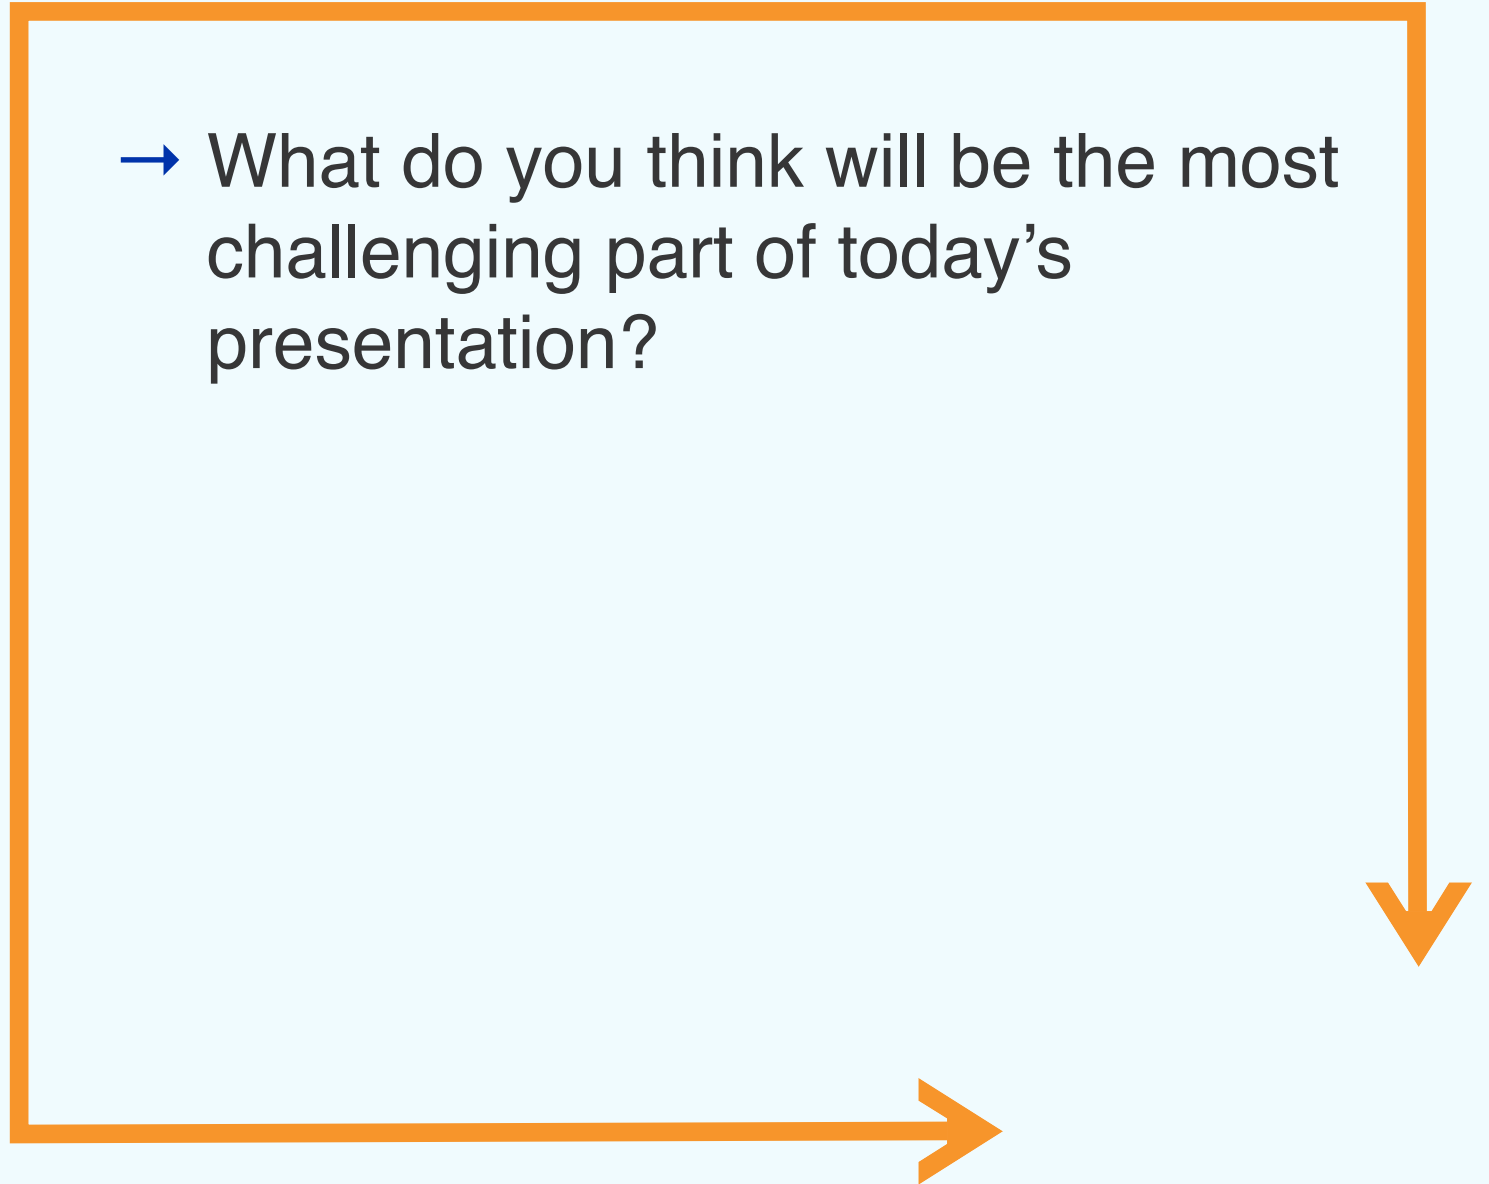 → What do you think will be the most
challenging part of today’s
presentation?